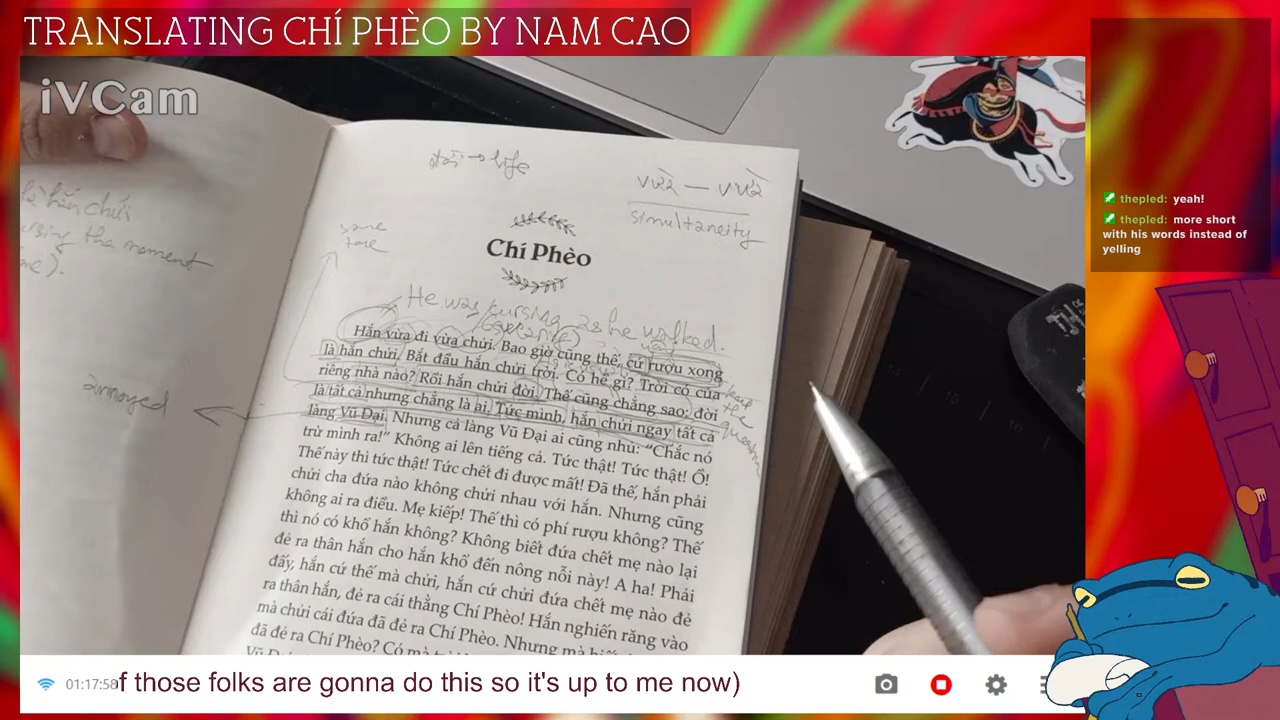 TRANSLATING CHÍ PHÈO BY NAM CAO
iVCam
đời → life
vừa — vừa
simultaneity
same
Chí Phèo
He was cursing as he walked.
là hắn chửi
the moment
annoyed
the
question
Hắn vừa đi vừa chửi. Bao giờ cũng thế, cứ rượu xong
là hắn chửi. Bắt đầu hắn chửi trời. Có hề gì? Trời có của
riêng nhà nào? Rồi hắn chửi đời. Thế cũng chẳng sao: đời
là tất cả nhưng chẳng là ai. Tức mình, hắn chửi ngay tất cả
làng Vũ Đại. Nhưng cả làng Vũ Đại ai cũng nhủ: "Chắc nó
trừ mình ra!" Không ai lên tiếng cả. Tức thật! Tức thật! Ồ!
Thế này thì tức thật! Tức chết đi được mất! Đã thế, hắn phải
chửi cha đứa nào không chửi nhau với hắn. Nhưng cũng
không ai ra điều. Mẹ kiếp! Thế thì có phí rượu không? Thế
thì nó có khổ hắn không? Không biết đứa chết mẹ nào lại
đẻ ra thân hắn cho hắn khổ đến nông nỗi này! A ha! Phải
đấy, hắn cứ thế mà chửi, hắn cứ chửi đứa chết mẹ nào đẻ
ra thân hắn, đẻ ra cái thằng Chí Phèo! Hắn nghiến răng vào
mà chửi cái đứa đã đẻ ra Chí Phèo. Nhưng mà
đã đẻ ra Chí Phèo? Có mà
thepled: yeah!
thepled: more short
with his words instead of
yelling
01:17:58
f those folks are gonna do this so it's up to me now)